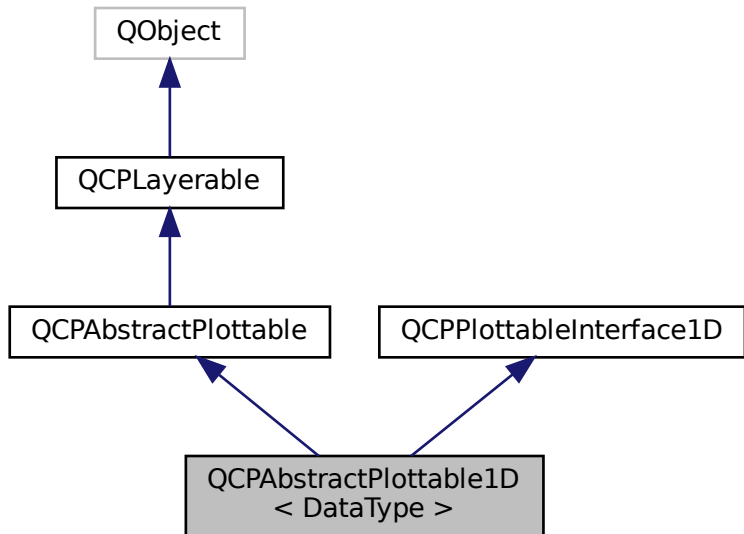 QObject
QCPLayerable
QCPAbstractPlottable
QCPPlottableInterface1D
QCPAbstractPlottable1D
< DataType >